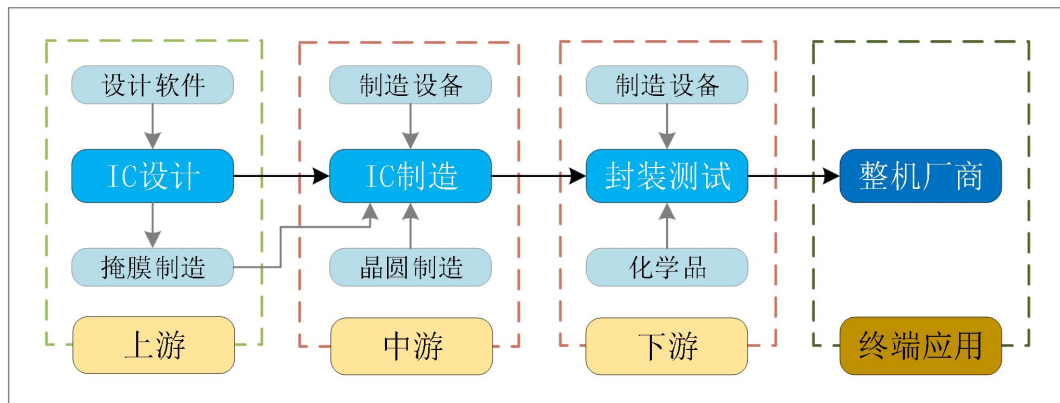 设计软件
制造设备
制造设备
IC设计
IC制造
封装测试
整机厂商
掩膜制造
晶圆制造
化学品
上游
中游
下游
终端应用